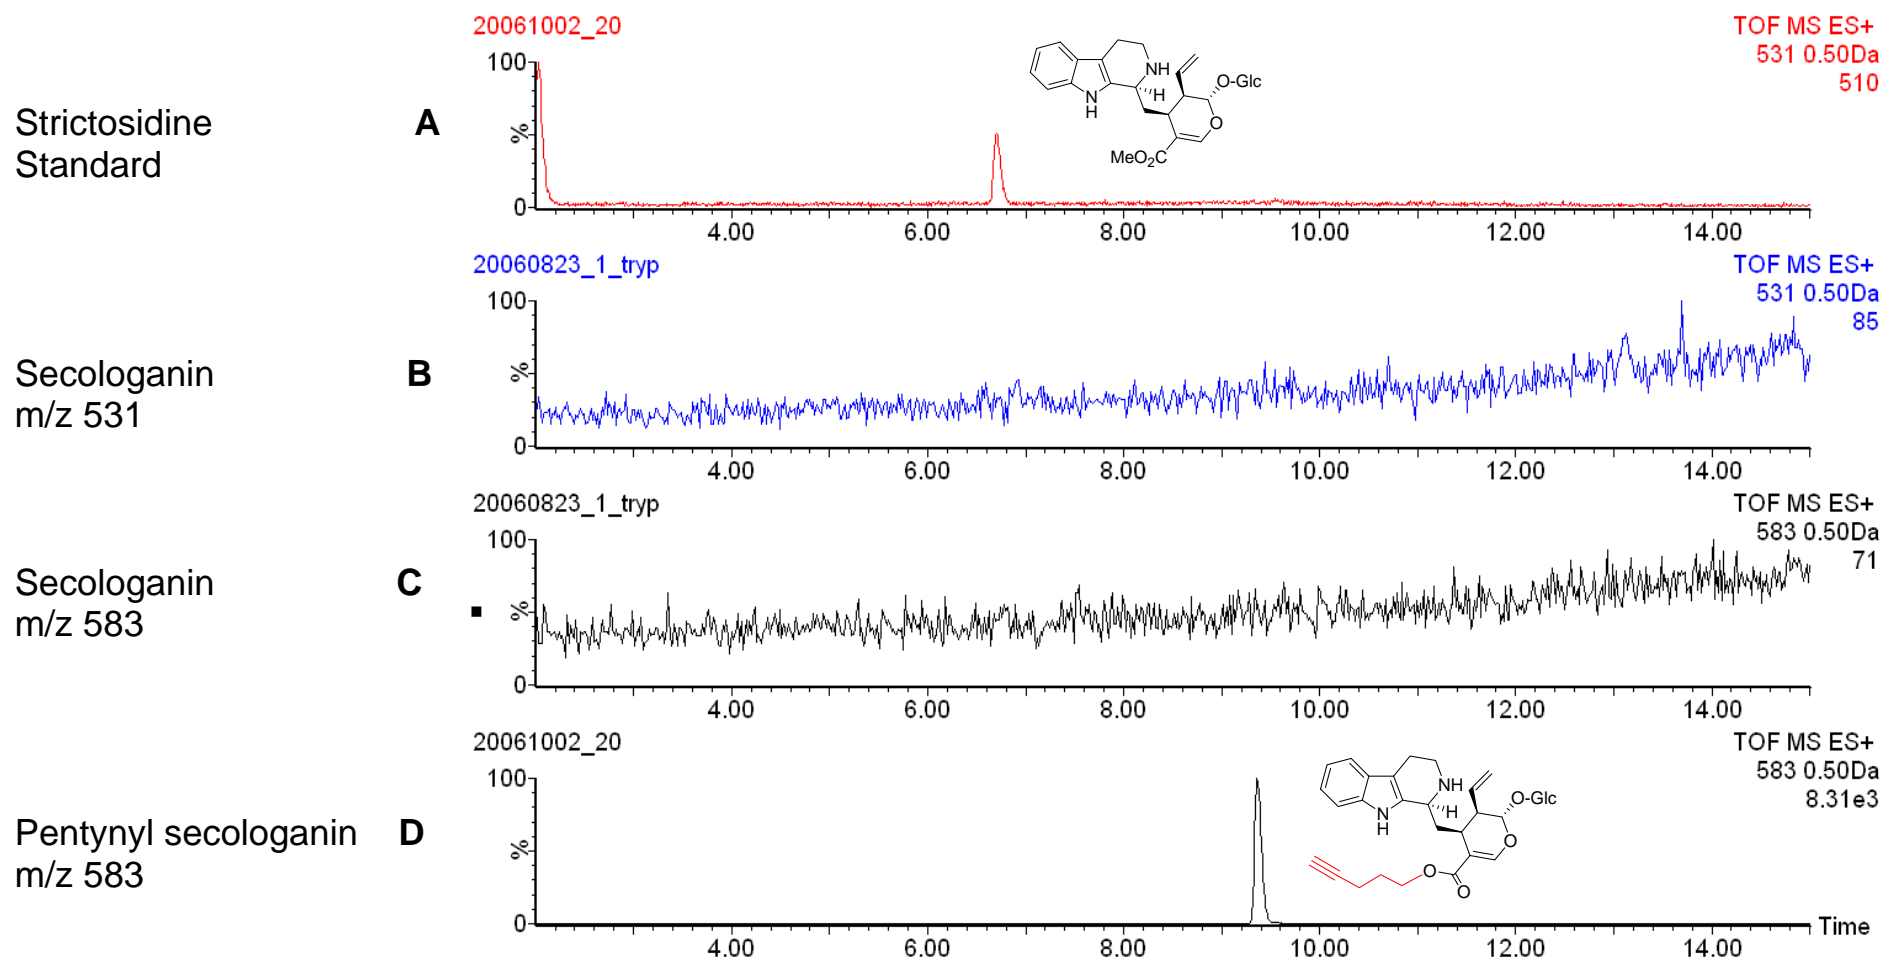 20061002_20
TOF MS ES+
531 0.50Da
510
Strictosidine
Standard
A
100
%
0
NH
N
H
H
O-Glc
O
MeO2C
4.00 6.00 8.00 10.00 12.00 14.00
20060823_1_tryp
TOF MS ES+
531 0.50Da
85
Secologanin
m/z 531
B
100
%
0
4.00 6.00 8.00 10.00 12.00 14.00
20060823_1_tryp
TOF MS ES+
583 0.50Da
71
Secologanin
m/z 583
C
100
%
0
4.00 6.00 8.00 10.00 12.00 14.00
20061002_20
TOF MS ES+
583 0.50Da
8.31e3
Pentynyl secologanin
m/z 583
D
100
%
0
NH
N
H
H
O-Glc
O
O
O
Time
4.00 6.00 8.00 10.00 12.00 14.00